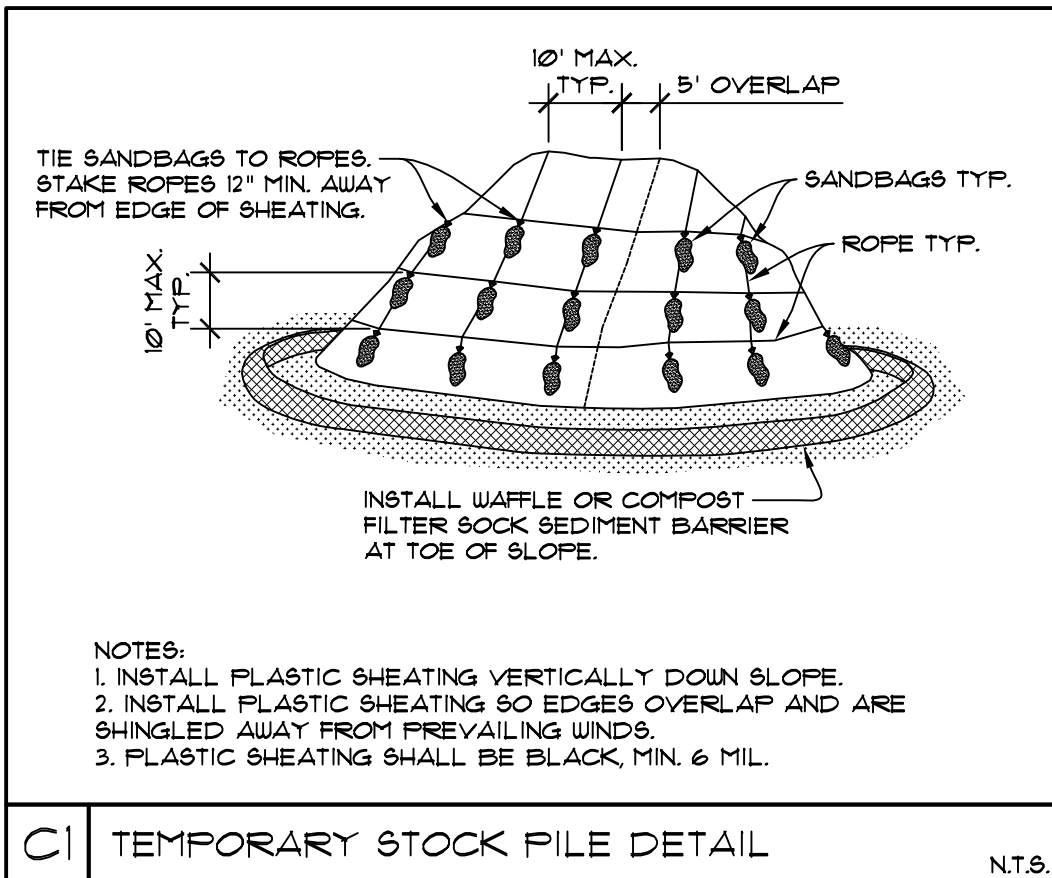 10' MAX.
TYP.
5' OVERLAP
TIE SANDBAGS TO ROPES.
STAKE ROPES 12" MIN. AWAY
FROM EDGE OF SHEATING.
SANDBAGS TYP.
ROPE TYP.
10' MAX.
TYP.
INSTALL WAFFLE OR COMPOST
FILTER SOCK SEDIMENT BARRIER
AT TOE OF SLOPE.
NOTES:
1. INSTALL PLASTIC SHEATING VERTICALLY DOWN SLOPE.
2. INSTALL PLASTIC SHEATING SO EDGES OVERLAP AND ARE
SHINGLED AWAY FROM PREVAILING WINDS.
3. PLASTIC SHEATING SHALL BE BLACK, MIN. 6 MIL.
C1 TEMPORARY STOCK PILE DETAIL
N.T.S.